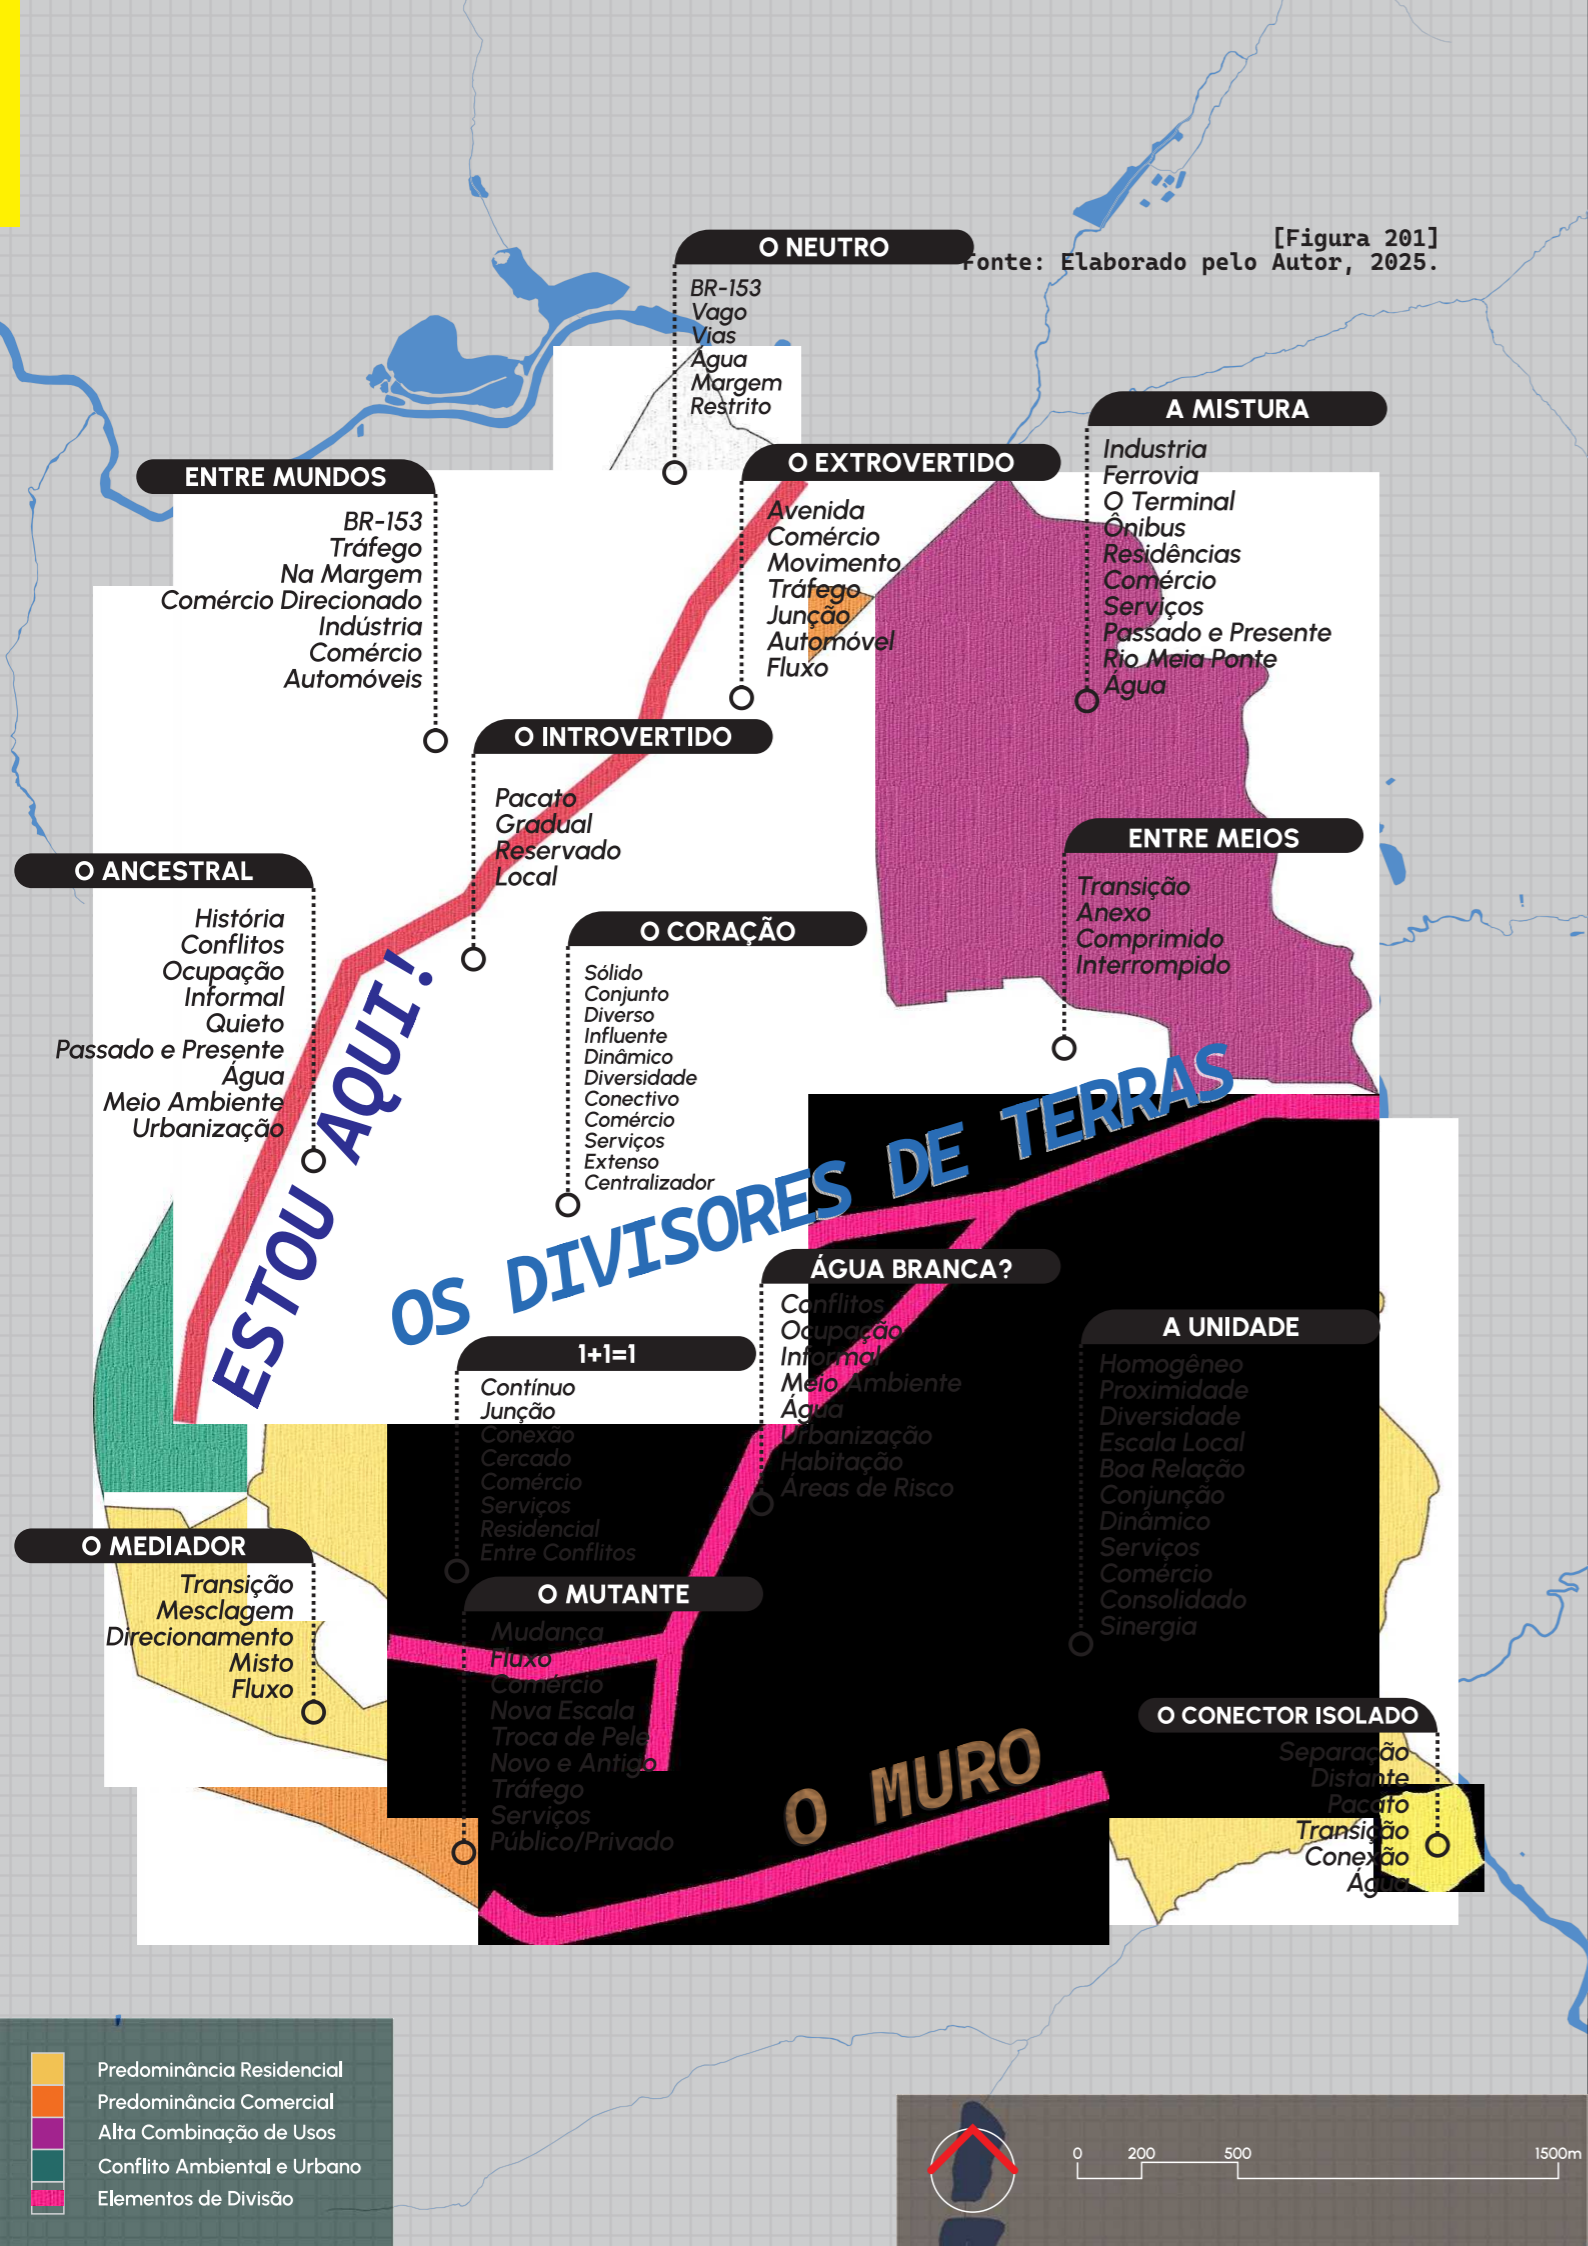 [Figura 201]
Fonte: Elaborado pelo Autor, 2025.
O NEUTRO
BR-153
Vago
Vias
Água
Margem
Restrito
A MISTURA
Industria
Ferrovia
O Terminal
Ônibus
Residências
Comércio
Serviços
Passado e Presente
Rio Meia Ponte
Água
O EXTROVERTIDO
Avenida
Comércio
Movimento
Tráfego
Junção
Automóvel
Fluxo
ENTRE MUNDOS
BR-153
Tráfego
Na Margem
Comércio Direcionado
Indústria
Comércio
Automóveis
O INTROVERTIDO
Pacato
Gradual
Reservado
Local
ENTRE MEIOS
Transição
Anexo
Comprimido
Interrompido
O ANCESTRAL
História
Conflitos
Ocupação
Informal
Quieto
Passado e Presente
Água
Meio Ambiente
Urbanização
O CORAÇÃO
Sólido
Conjunto
Diverso
Influente
Dinâmico
Diversidade
Conectivo
Comércio
Serviços
Extenso
Centralizador
ESTOU AQUI!
OS DIVISORES DE TERRAS
ÁGUA BRANCA?
Conflitos
Ocupação
Informal
Meio Ambiente
Água
Urbanização
Habitação
Áreas de Risco
A UNIDADE
Homogêneo
Proximidade
Diversidade
Escala Local
Boa Relação
Conjunção
Dinâmico
Serviços
Comércio
Consolidado
Sinergia
1+1=1
Contínuo
Junção
Conexão
Cercado
Comércio
Serviços
Residencial
Entre Conflitos
O MEDIADOR
Transição
Mesclagem
Direcionamento
Misto
Fluxo
O MUTANTE
Mudança
Fluxo
Comércio
Nova Escala
Troca de Pele
Novo e Antigo
Tráfego
Serviços
Público/Privado
O MURO
O CONECTOR ISOLADO
Separação
Distante
Pacato
Transição
Conexão
Água
Predominância Residencial
Predominância Comercial
Alta Combinação de Usos
Conflito Ambiental e Urbano
Elementos de Divisão
0 200 500 1500m